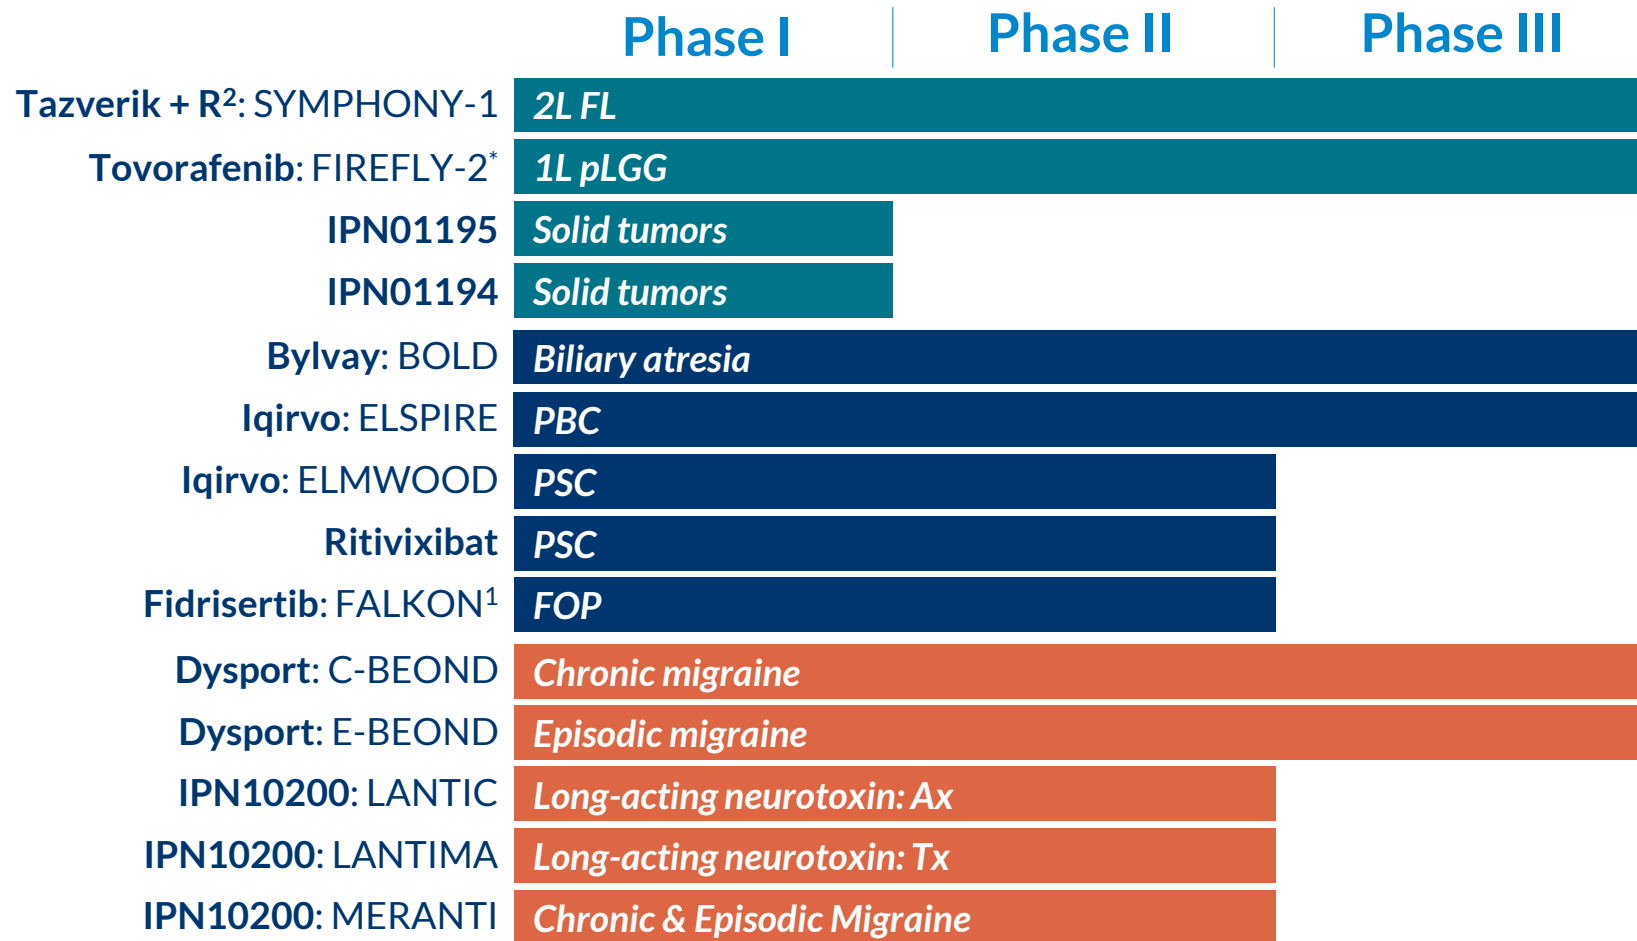 Phase I Phase II Phase III
Tazverik + R²: SYMPHONY-1 2L FL
Tovorafenib: FIREFLY-2* 1L pLGG
IPN01195 Solid tumors
IPN01194 Solid tumors
Bylvay: BOLD Biliary atresia
Iqirvo: ELSPIRE PBC
Iqirvo: ELMWOOD PSC
Ritivixibat PSC
Fidrisertib: FALKON¹ FOP
Dysport: C-BEOND Chronic migraine
Dysport: E-BEOND Episodic migraine
IPN10200: LANTIC Long-acting neurotoxin: Ax
IPN10200: LANTIMA Long-acting neurotoxin: Tx
IPN10200: MERANTI Chronic & Episodic Migraine